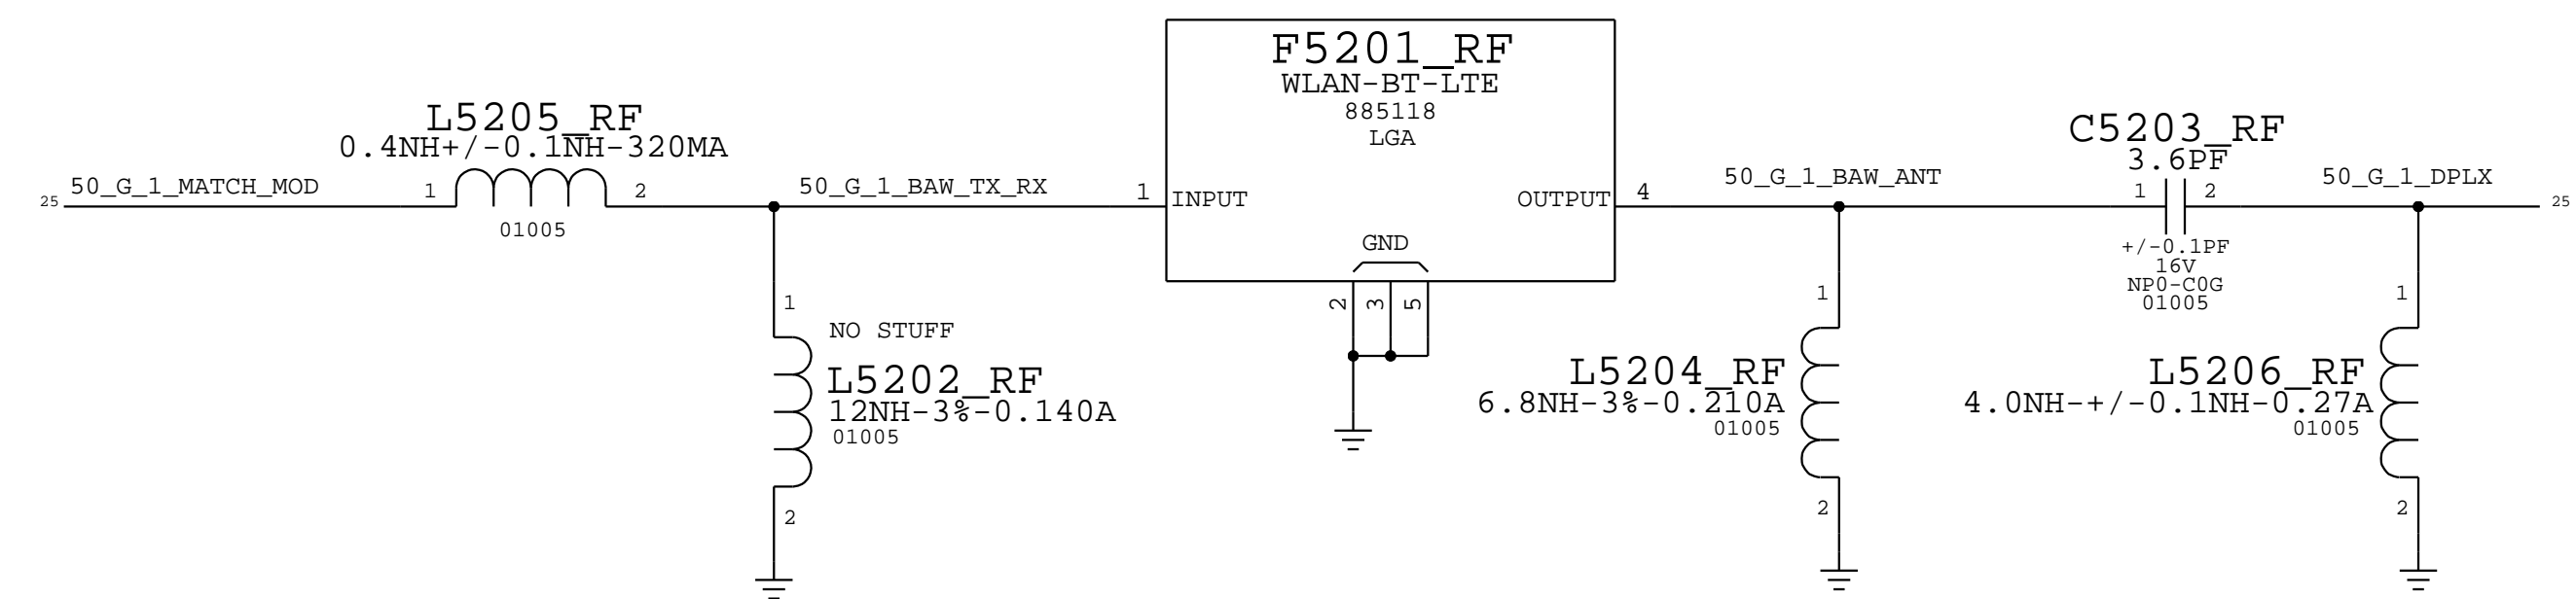 F5201_RF
WLAN-BT-LTE
885118
LGA
L5205_RF
0.4NH+/-0.1NH-320MA
C5203_RF
3.6PF
25 50_G_1_MATCH_MOD 1 2 50_G_1_BAW_TX_RX 1 INPUT OUTPUT 4 50_G_1_BAW_ANT 1 2 50_G_1_DPLX 25
01005
GND
+/-0.1PF
16V
NP0-C0G
01005
2 3 5
1
NO STUFF
L5202_RF
12NH-3%-0.140A
01005
2
1
L5204_RF
6.8NH-3%-0.210A
01005
2
1
L5206_RF
4.0NH-+/-0.1NH-0.27A
01005
2